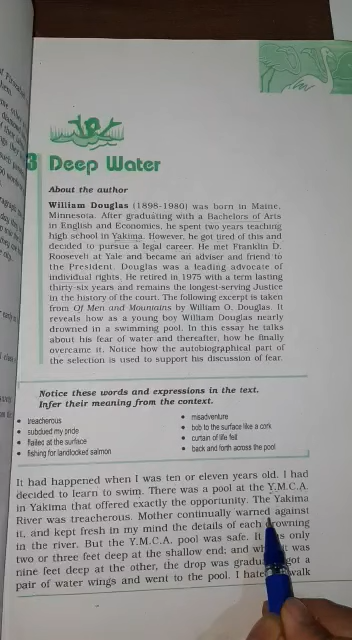 3 Deep Water
About the author
William Douglas (1898-1980) was born in Maine,
Minnesota. After graduating with a Bachelors of Arts
in English and Economics, he spent two years teaching
high school in Yakima. However, he got tired of this and
decided to pursue a legal career. He met Franklin D.
Roosevelt at Yale and became an adviser and friend to
the President. Douglas was a leading advocate of
individual rights. He retired in 1975 with a term lasting
thirty-six years and remains the longest-serving Justice
in the history of the court. The following excerpt is taken
from Of Men and Mountains by William O. Douglas. It
reveals how as a young boy William Douglas nearly
drowned in a swimming pool. In this essay he talks
about his fear of water and thereafter, how he finally
overcame it. Notice how the autobiographical part of
the selection is used to support his discussion of fear.
Notice these words and expressions in the text.
Infer their meaning from the context.
• treacherous
• subdued my pride
• flailed at the surface
• fishing for landlocked salmon
• misadventure
• bob to the surface like a cork
• curtain of life fell
• back and forth across the pool
It had happened when I was ten or eleven years old. I had
decided to learn to swim. There was a pool at the Y.M.C.A.
in Yakima that offered exactly the opportunity. The Yakima
River was treacherous. Mother continually warned against
it, and kept fresh in my mind the details of each drowning
in the river. But the Y.M.C.A. pool was safe. It was only
two or three feet deep at the shallow end; and while it was
nine feet deep at the other, the drop was gradual. got a
pair of water wings and went to the pool. I hated walk